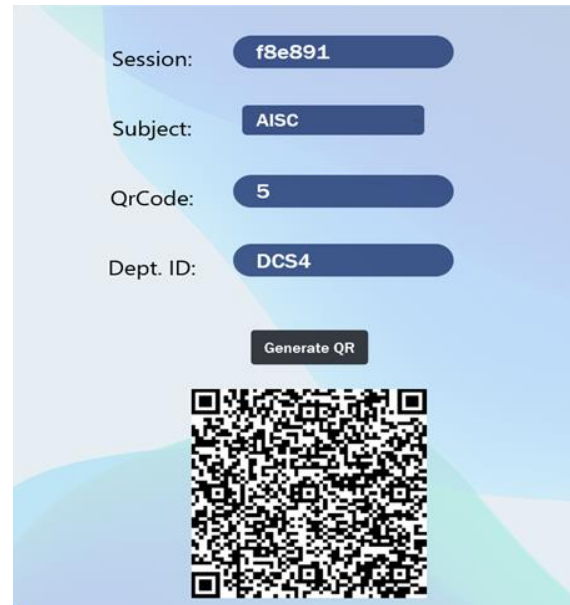 Session: f8e891
Subject: AISC
QrCode: 5
Dept. ID: DCS4
Generate QR